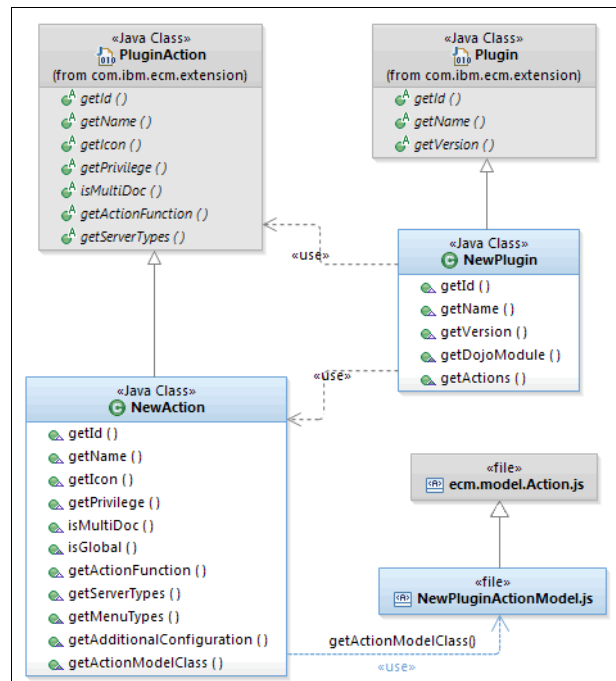 «Java Class»
PluginAction
(from com.ibm.ecm.extension)
getId ( )
getName ( )
getIcon ( )
getPrivilege ( )
isMultiDoc ( )
getActionFunction ( )
getServerTypes ( )
«Java Class»
Plugin
(from com.ibm.ecm.extension)
getId ( )
getName ( )
getVersion ( )
«use»
«Java Class»
NewPlugin
getId ( )
getName ( )
getVersion ( )
getDojoModule ( )
getActions ( )
«use»
«Java Class»
NewAction
getId ( )
getName ( )
getIcon ( )
getPrivilege ( )
isMultiDoc ( )
isGlobal ( )
getActionFunction ( )
getServerTypes ( )
getMenuTypes ( )
getAdditionalConfiguration ( )
getActionModelClass ( )
«file»
ecm.model.Action.js
«file»
NewPluginActionModel.js
getActionModelClass()
«use»